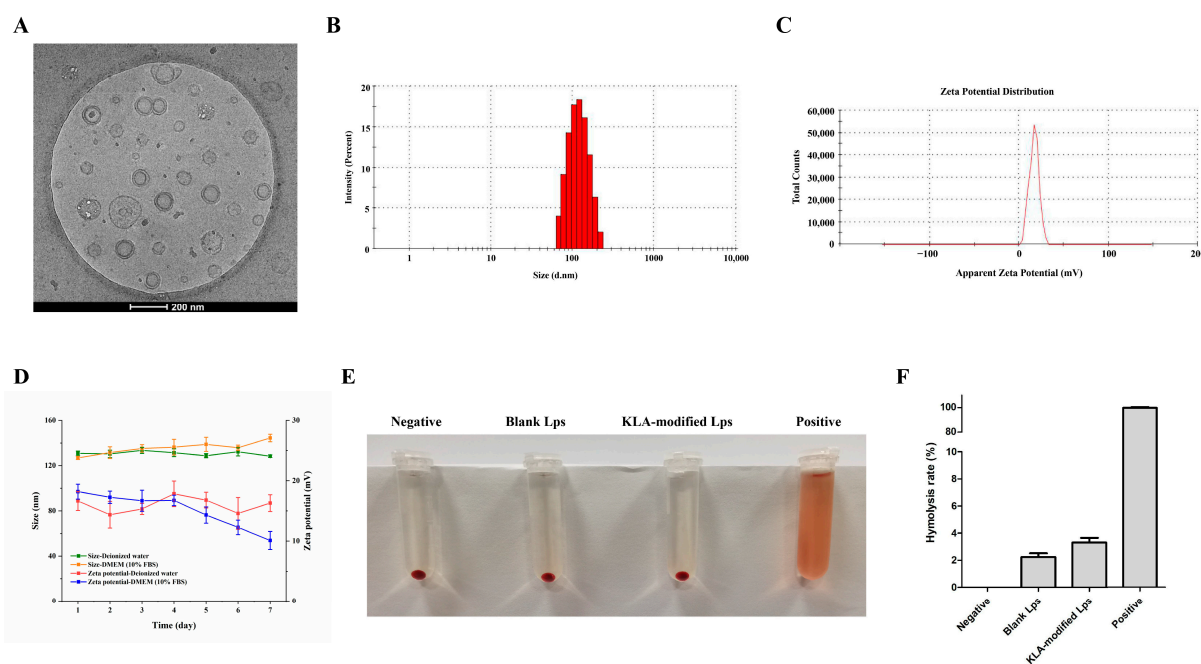 A
200 nm
B
20
15
10
5
0
Intensity (Percent)
1
10
100
1000
10,000
Size (d.nm)
C
Zeta Potential Distribution
60,000
50,000
40,000
30,000
20,000
10,000
0
Total Counts
−100
0
100
20
Apparent Zeta Potential (mV)
D
160
120
80
40
0
Size (nm)
30
20
10
0
Zeta potential (mV)
Size-Deionized water
Size-DMEM (10% FBS)
Zeta potential-Deionized water
Zeta potential-DMEM (10% FBS)
1 2 3 4 5 6 7
Time (day)
E
Negative
Blank Lps
KLA-modified Lps
Positive
F
100
90
10
8
6
4
2
0
Hymolysis rate (%)
Negative
Blank Lps
KLA-modified Lps
Positive